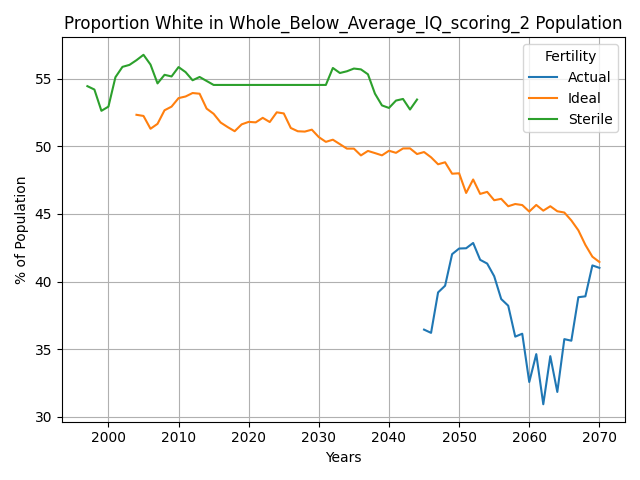 Proportion White in Whole_Below_Average_IQ_scoring_2 Population
Fertility
Actual
Ideal
Sterile
% of Population
55
50
45
40
35
30
2000
2010
2020
2030
2040
2050
2060
2070
Years